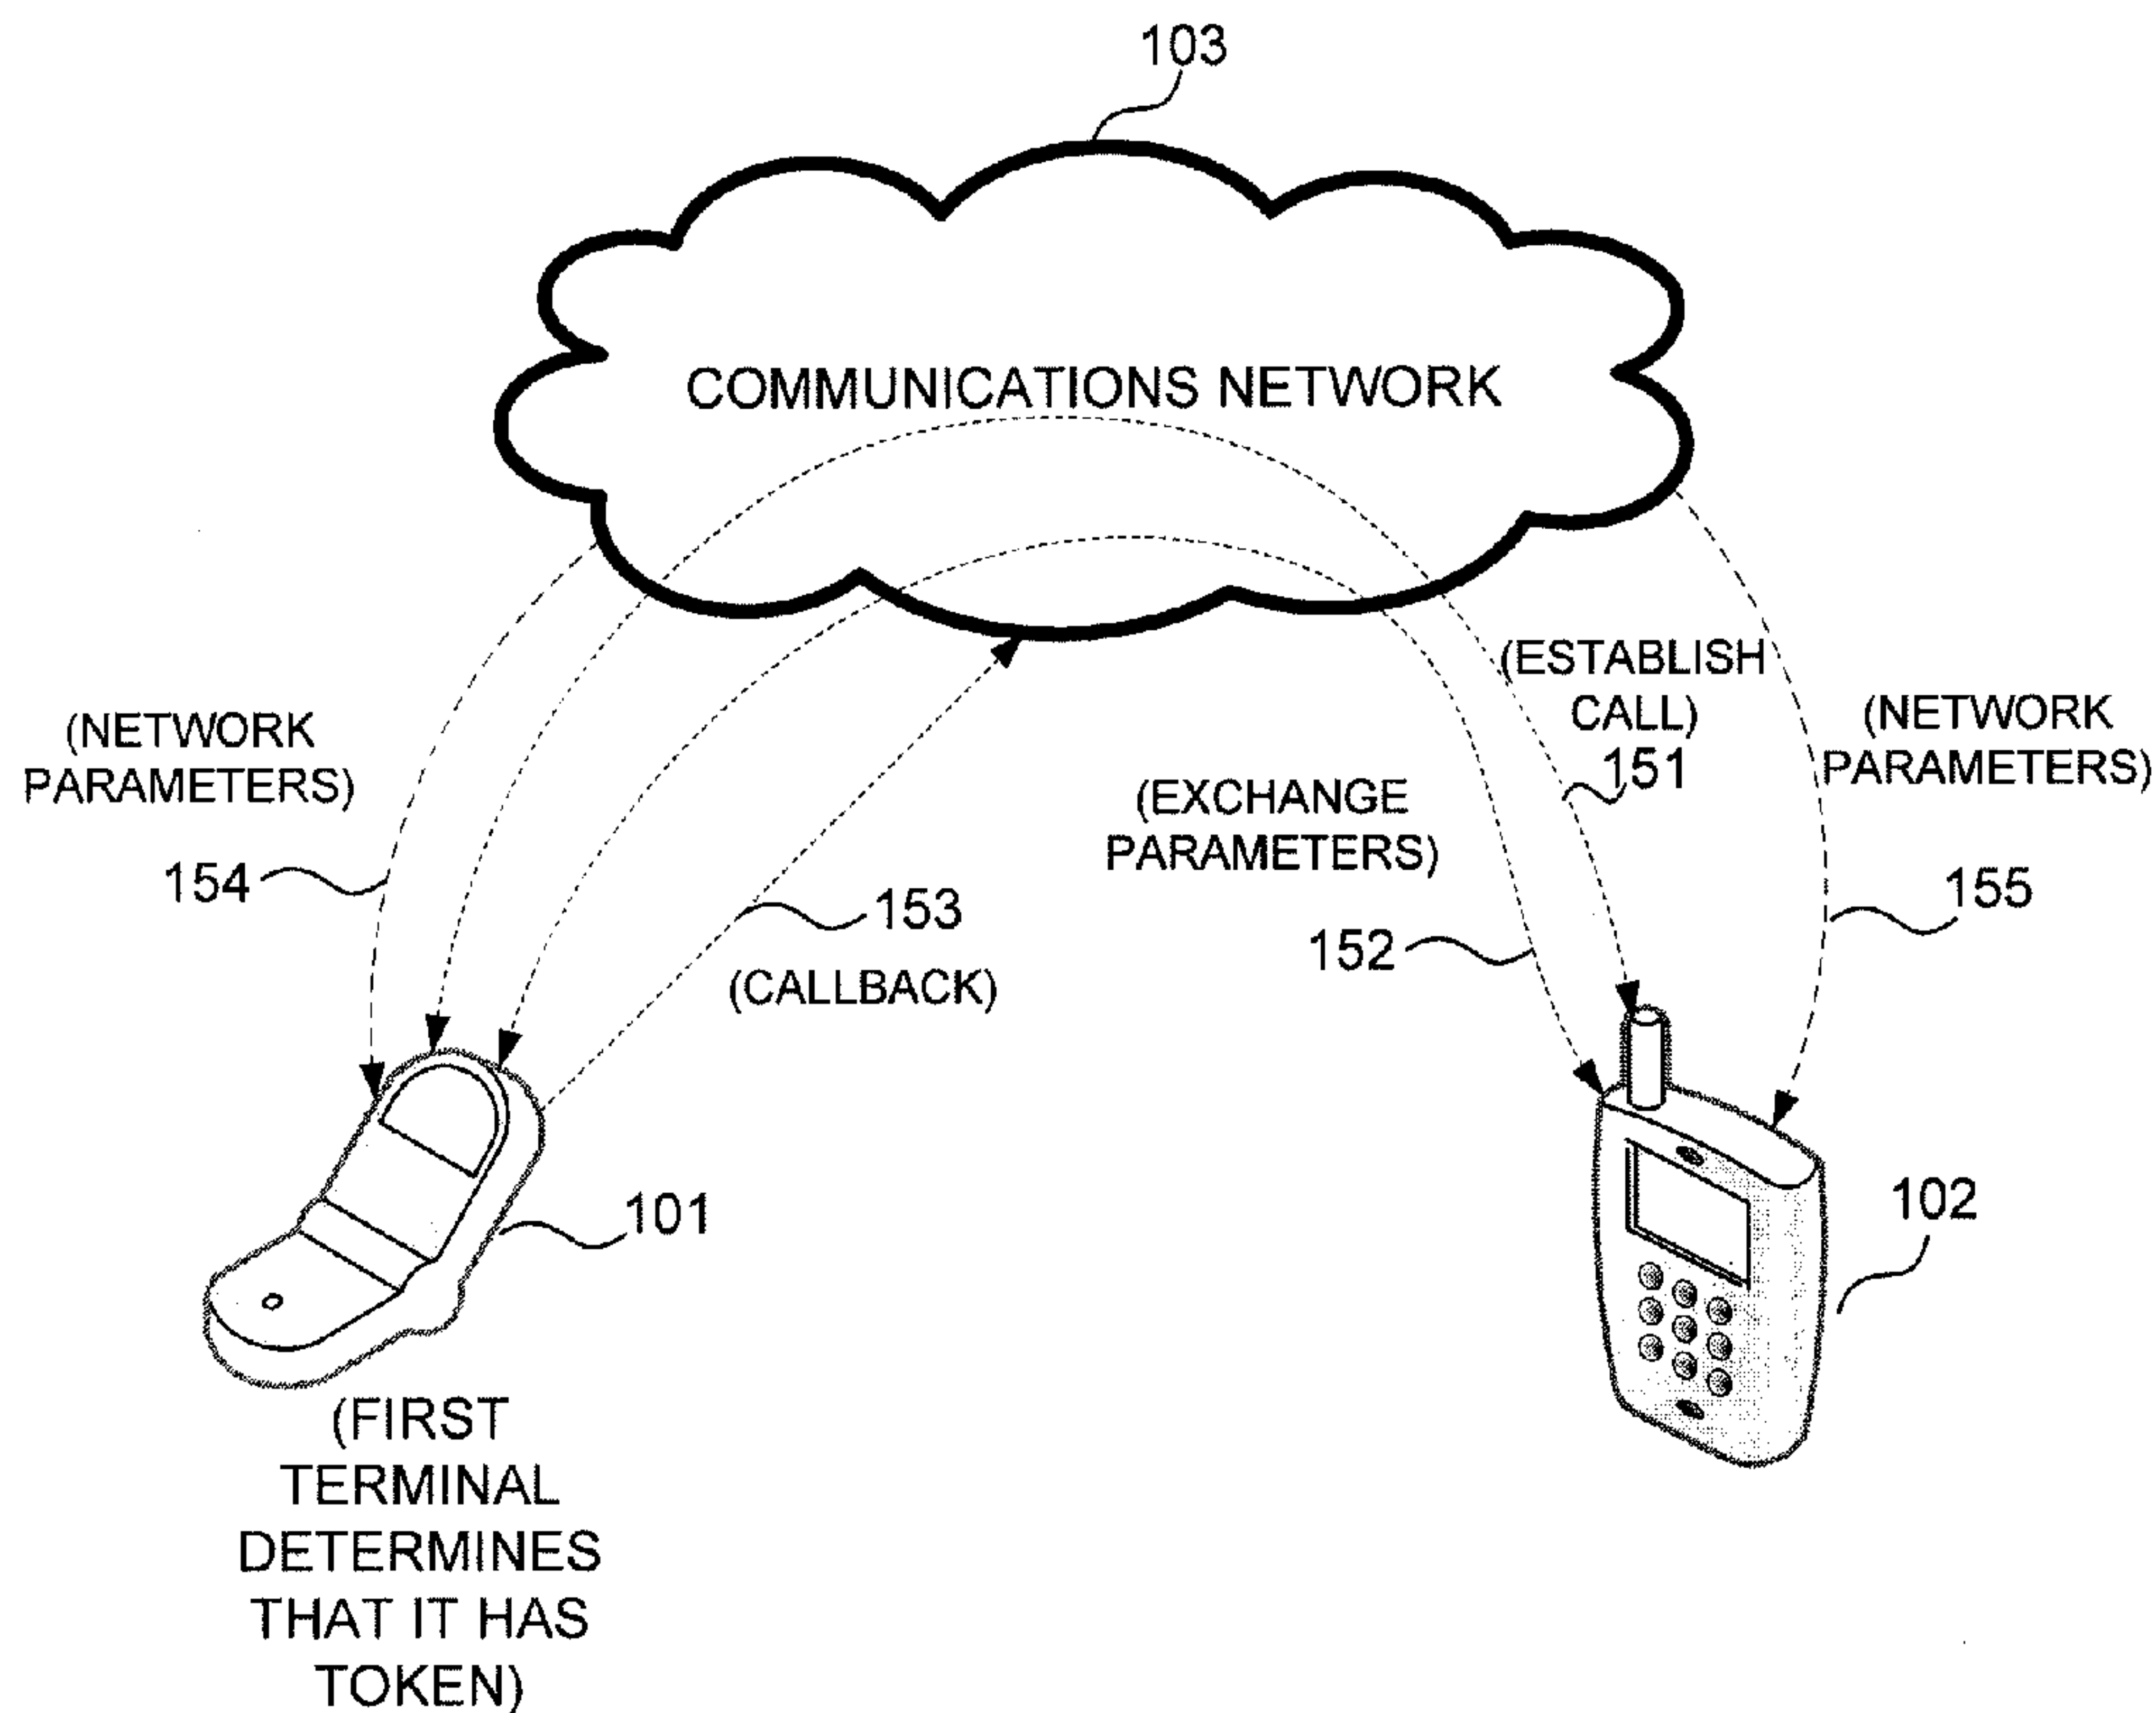 103
COMMUNICATIONS NETWORK
(ESTABLISH
CALL)
151
(NETWORK
PARAMETERS)
(NETWORK
PARAMETERS)
(EXCHANGE
PARAMETERS)
154
153
(CALLBACK)
152
155
101
102
(FIRST
TERMINAL
DETERMINES
THAT IT HAS
TOKEN)